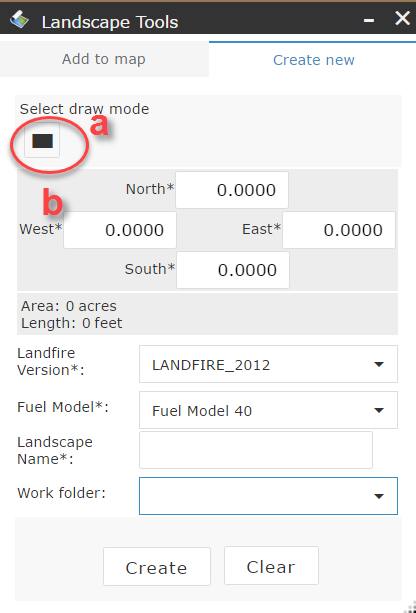 Landscape Tools
Add to map
Create new
Select draw mode
a
b
North* 0.0000
West* 0.0000 East* 0.0000
South* 0.0000
Area: 0 acres
Length: 0 feet
Landfire
Version*: LANDFIRE_2012
Fuel Model*: Fuel Model 40
Landscape
Name*:
Work folder:
Create Clear